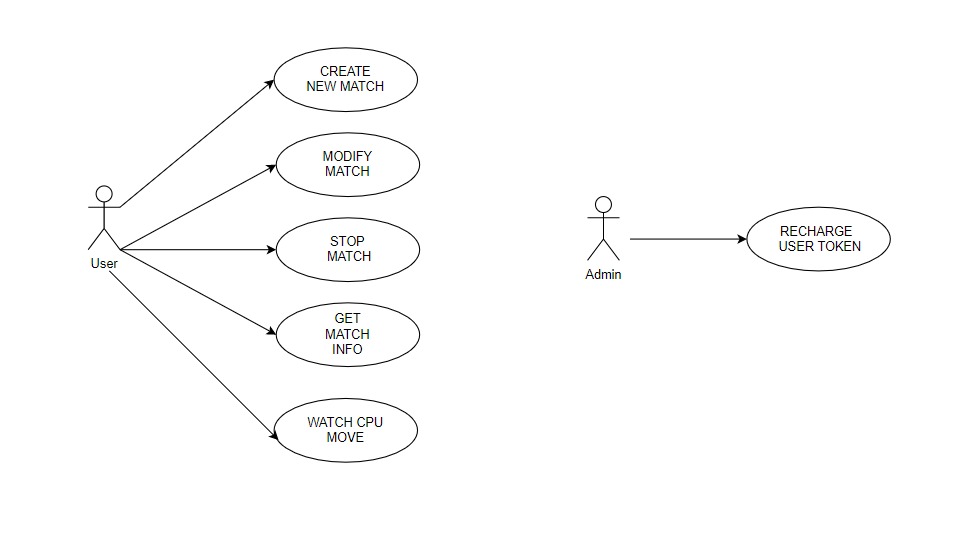 CREATE
NEW MATCH
MODIFY
MATCH
STOP
MATCH
User
GET
MATCH
INFO
WATCH CPU
MOVE
Admin
RECHARGE
USER TOKEN